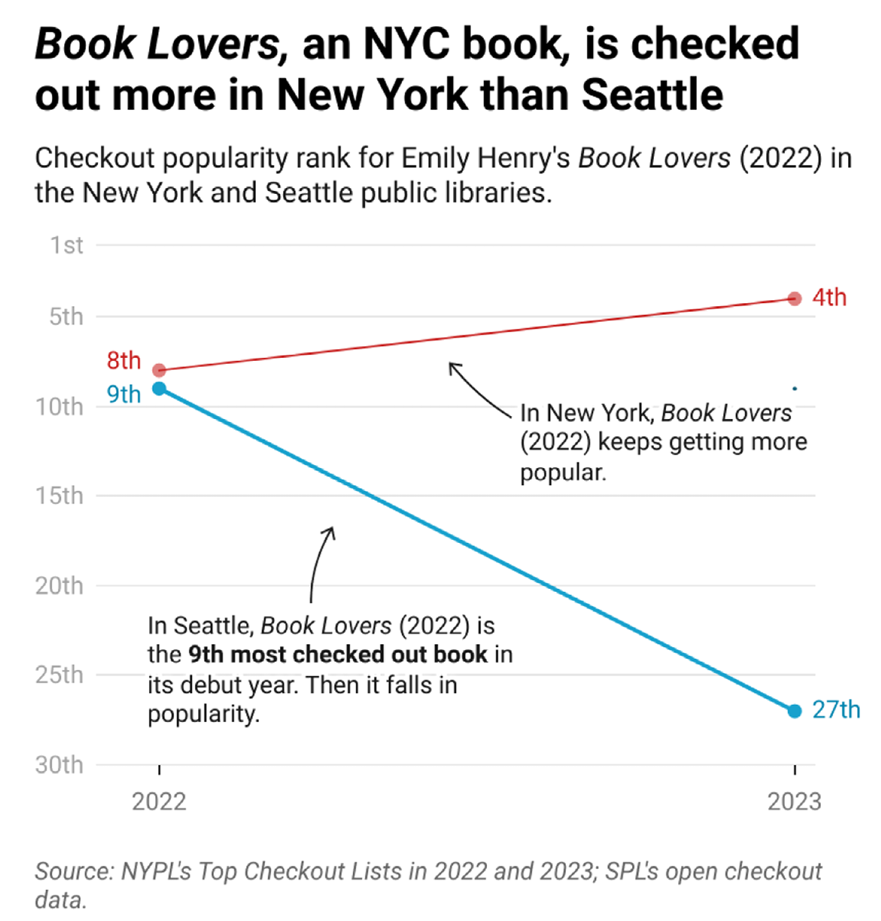 Book Lovers, an NYC book, is checked
out more in New York than Seattle
Checkout popularity rank for Emily Henry's Book Lovers (2022) in
the New York and Seattle public libraries.
1st
4th
5th
8th
9th
10th
In New York, Book Lovers
(2022) keeps getting more
popular.
15th
20th
In Seattle, Book Lovers (2022) is
the 9th most checked out book in
its debut year. Then it falls in
popularity.
25th
27th
30th
2022
2023
Source: NYPL's Top Checkout Lists in 2022 and 2023; SPL's open checkout
data.